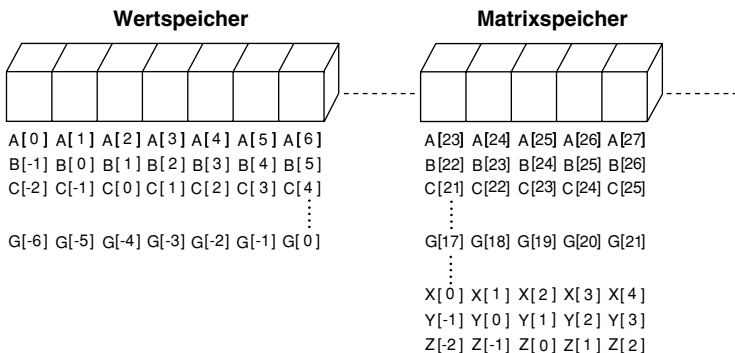 Wertspeicher Matrixspeicher
A[ 0 ] A[ 1 ] A[ 2 ] A[ 3 ] A[ 4 ] A[ 5 ] A[ 6 ] A[23] A[24] A[25] A[26] A[27]
B[-1] B[ 0 ] B[ 1 ] B[ 2 ] B[ 3 ] B[ 4 ] B[ 5 ] B[22] B[23] B[24] B[25] B[26]
C[-2] C[-1] C[ 0 ] C[ 1 ] C[ 2 ] C[ 3 ] C[ 4 ] C[21] C[22] C[23] C[24] C[25]
G[-6] G[-5] G[-4] G[-3] G[-2] G[-1] G[ 0 ] G[17] G[18] G[19] G[20] G[21]
X[ 0 ] X[ 1 ] X[ 2 ] X[ 3 ] X[ 4 ]
Y[-1] Y[ 0 ] Y[ 1 ] Y[ 2 ] Y[ 3 ]
Z[-2] Z[-1] Z[ 0 ] Z[ 1 ] Z[ 2 ]